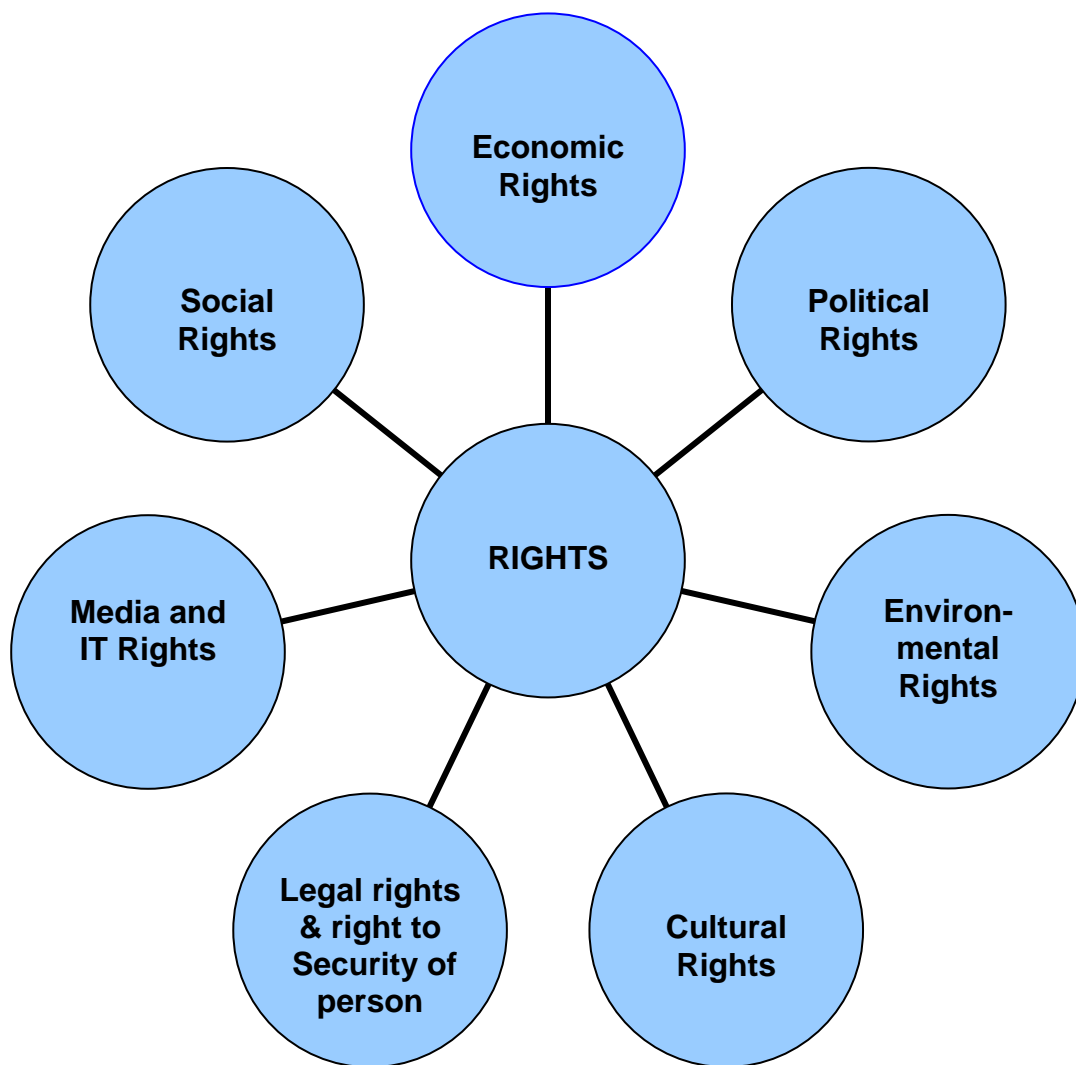 Economic
Rights
Social
Rights
Political
Rights
RIGHTS
Media and
IT Rights
Environ-
mental
Rights
Legal rights
& right to
Security of
person
Cultural
Rights